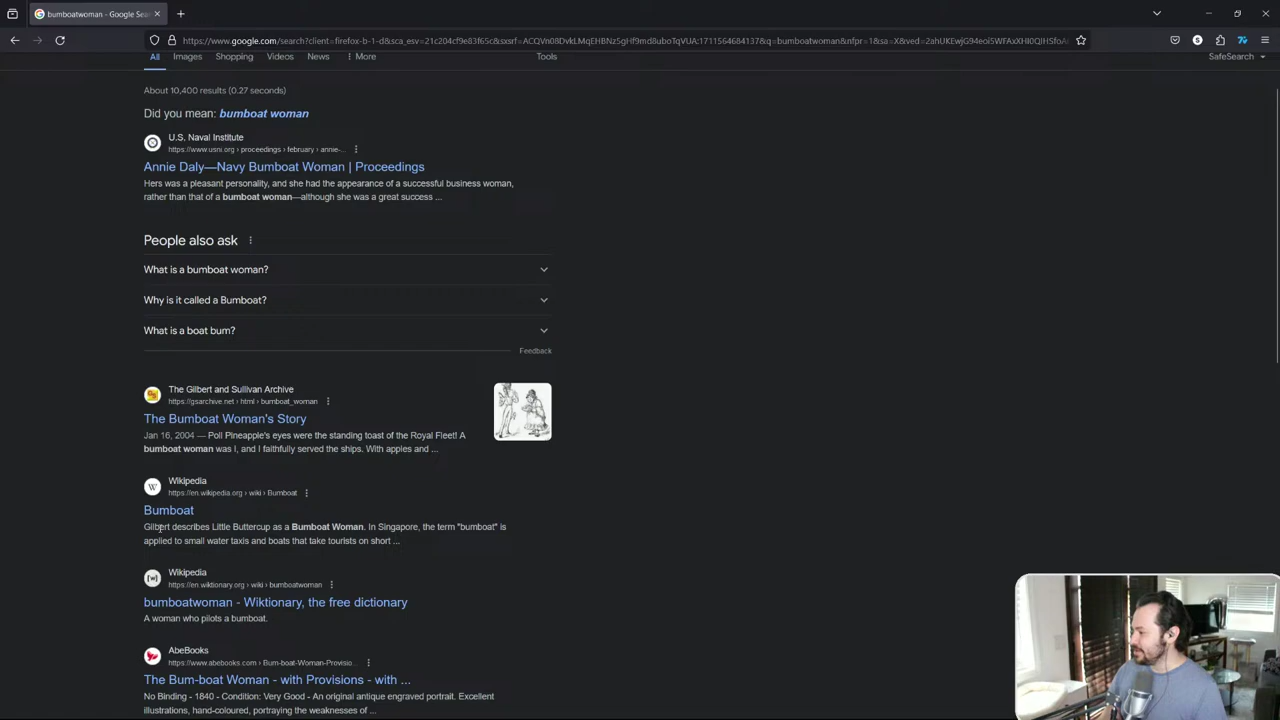 bumboatwoman - Google Sear
https://www.google.com/search?client=firefox-b-1-d&sca_esv=21c204cf9e83f65c&sxsrf=ACQVn08DvkLMqEHBNz5gHf9md8uboTqVUA:1711564684137&q=bumboatwoman&nfpr=1&sa=X&ved=
All Images Shopping Videos News More Tools SafeSearch
About 10,400 results (0.27 seconds)
Did you mean: bumboat woman
U.S. Naval Institute
https://www.usni.org › proceedings › february › annie-...
Annie Daly—Navy Bumboat Woman | Proceedings
Hers was a pleasant personality, and she had the appearance of a successful business woman,
rather than that of a bumboat woman—although she was a great success ...
People also ask
What is a bumboat woman?
Why is it called a Bumboat?
What is a boat bum?
Feedback
The Gilbert and Sullivan Archive
https://gsarchive.net › html › bumboat_woman
The Bumboat Woman's Story
Jan 16, 2004 — Poll Pineapple's eyes were the standing toast of the Royal Fleet! A
bumboat woman was I, and I faithfully served the ships. With apples and ...
Wikipedia
https://en.wikipedia.org › wiki › Bumboat
Bumboat
Gilbert describes Little Buttercup as a Bumboat Woman. In Singapore, the term "bumboat" is
applied to small water taxis and boats that take tourists on short ...
Wikipedia
https://en.wiktionary.org › wiki › bumboatwoman
bumboatwoman - Wiktionary, the free dictionary
A woman who pilots a bumboat.
AbeBooks
https://www.abebooks.com › Bum-boat-Woman-Provisio...
The Bum-boat Woman - with Provisions - with ...
No Binding - 1840 - Condition: Very Good - An original antique engraved portrait. Excellent
illustrations, hand-coloured, portraying the weaknesses of ...